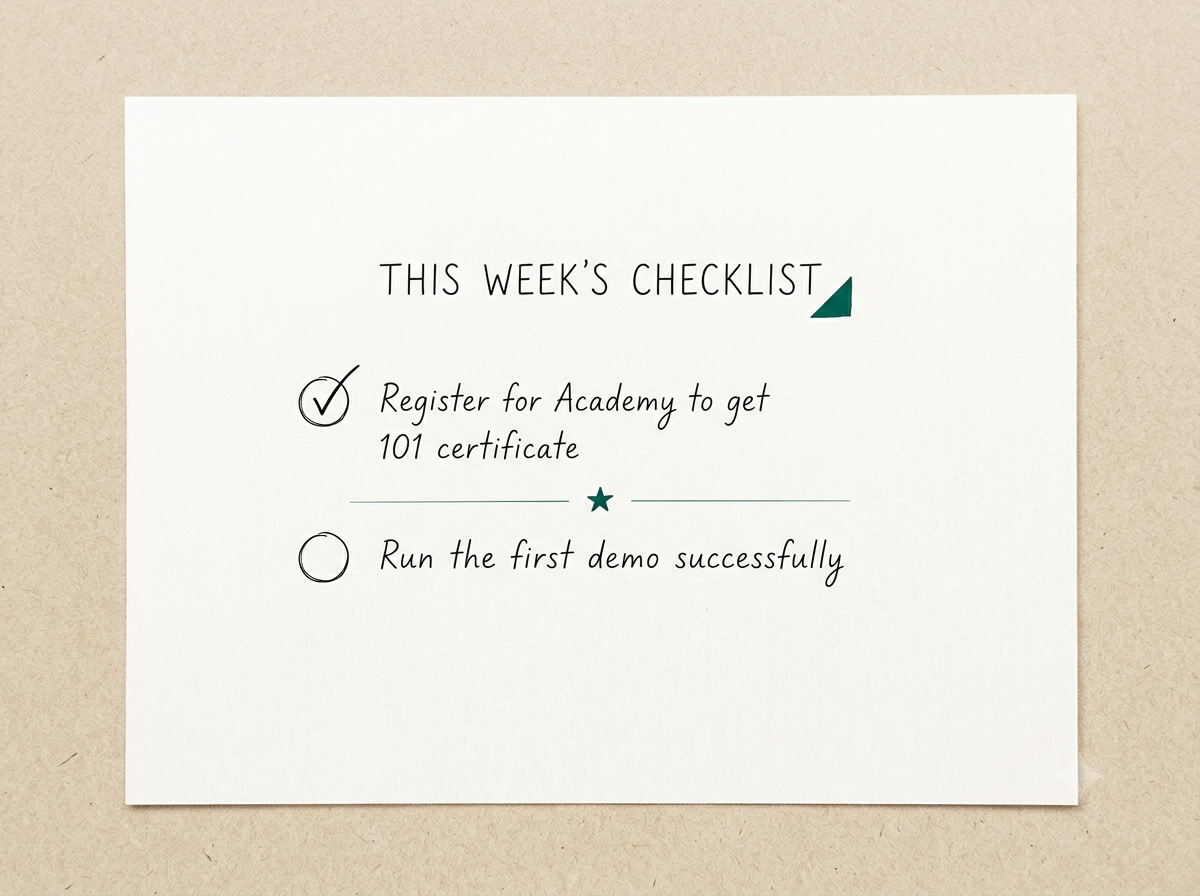 THIS WEEK'S CHECKLIST
Register for Academy to get
101 certificate
Run the first demo successfully